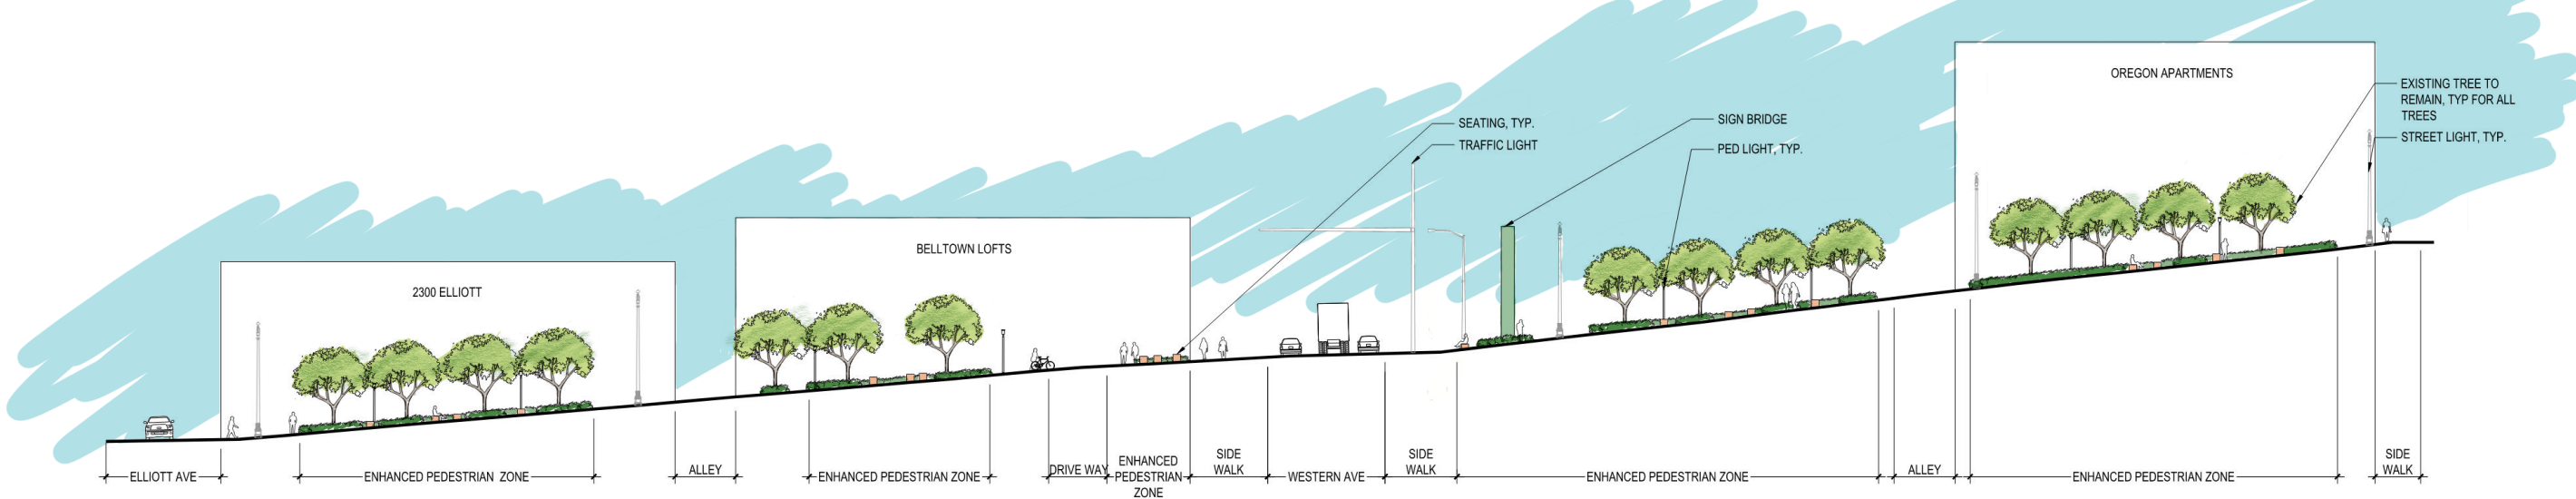 OREGON APARTMENTS
EXISTING TREE TO
REMAIN, TYP FOR ALL
TREES
STREET LIGHT, TYP.
SEATING, TYP.
TRAFFIC LIGHT
SIGN BRIDGE
PED LIGHT, TYP.
BELLTOWN LOFTS
2300 ELLIOTT
ELLIOTT AVE
ENHANCED PEDESTRIAN ZONE
ALLEY
ENHANCED PEDESTRIAN ZONE
DRIVE WAY
ENHANCED
PEDESTRIAN
ZONE
SIDE
WALK
WESTERN AVE
SIDE
WALK
ENHANCED PEDESTRIAN ZONE
ALLEY
ENHANCED PEDESTRIAN ZONE
SIDE
WALK